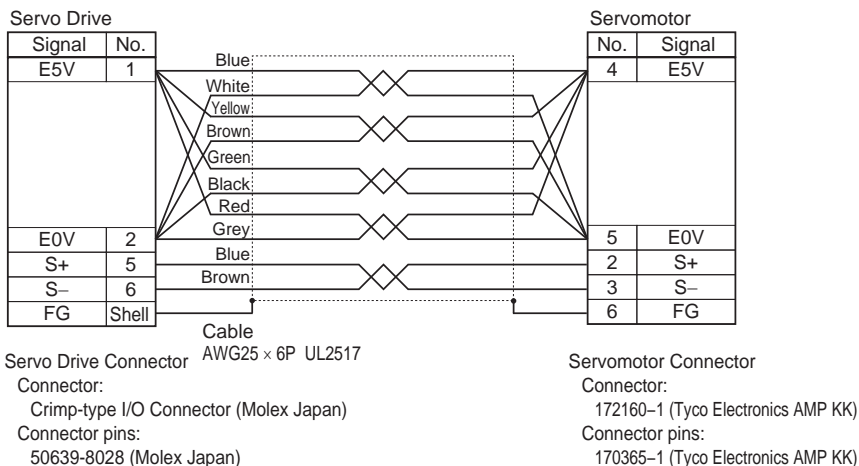 Servo Drive
Servomotor
Signal No.
No. Signal
E5V 1
4 E5V
Blue
White
Yellow
Brown
Green
Black
Red
Grey
E0V 2
5 E0V
Blue
S+ 5
2 S+
Brown
S− 6
3 S−
FG Shell
6 FG
Cable
AWG25 × 6P UL2517
Servo Drive Connector
Connector:
Crimp-type I/O Connector (Molex Japan)
Connector pins:
50639-8028 (Molex Japan)
Servomotor Connector
Connector:
172160−1 (Tyco Electronics AMP KK)
Connector pins:
170365−1 (Tyco Electronics AMP KK)